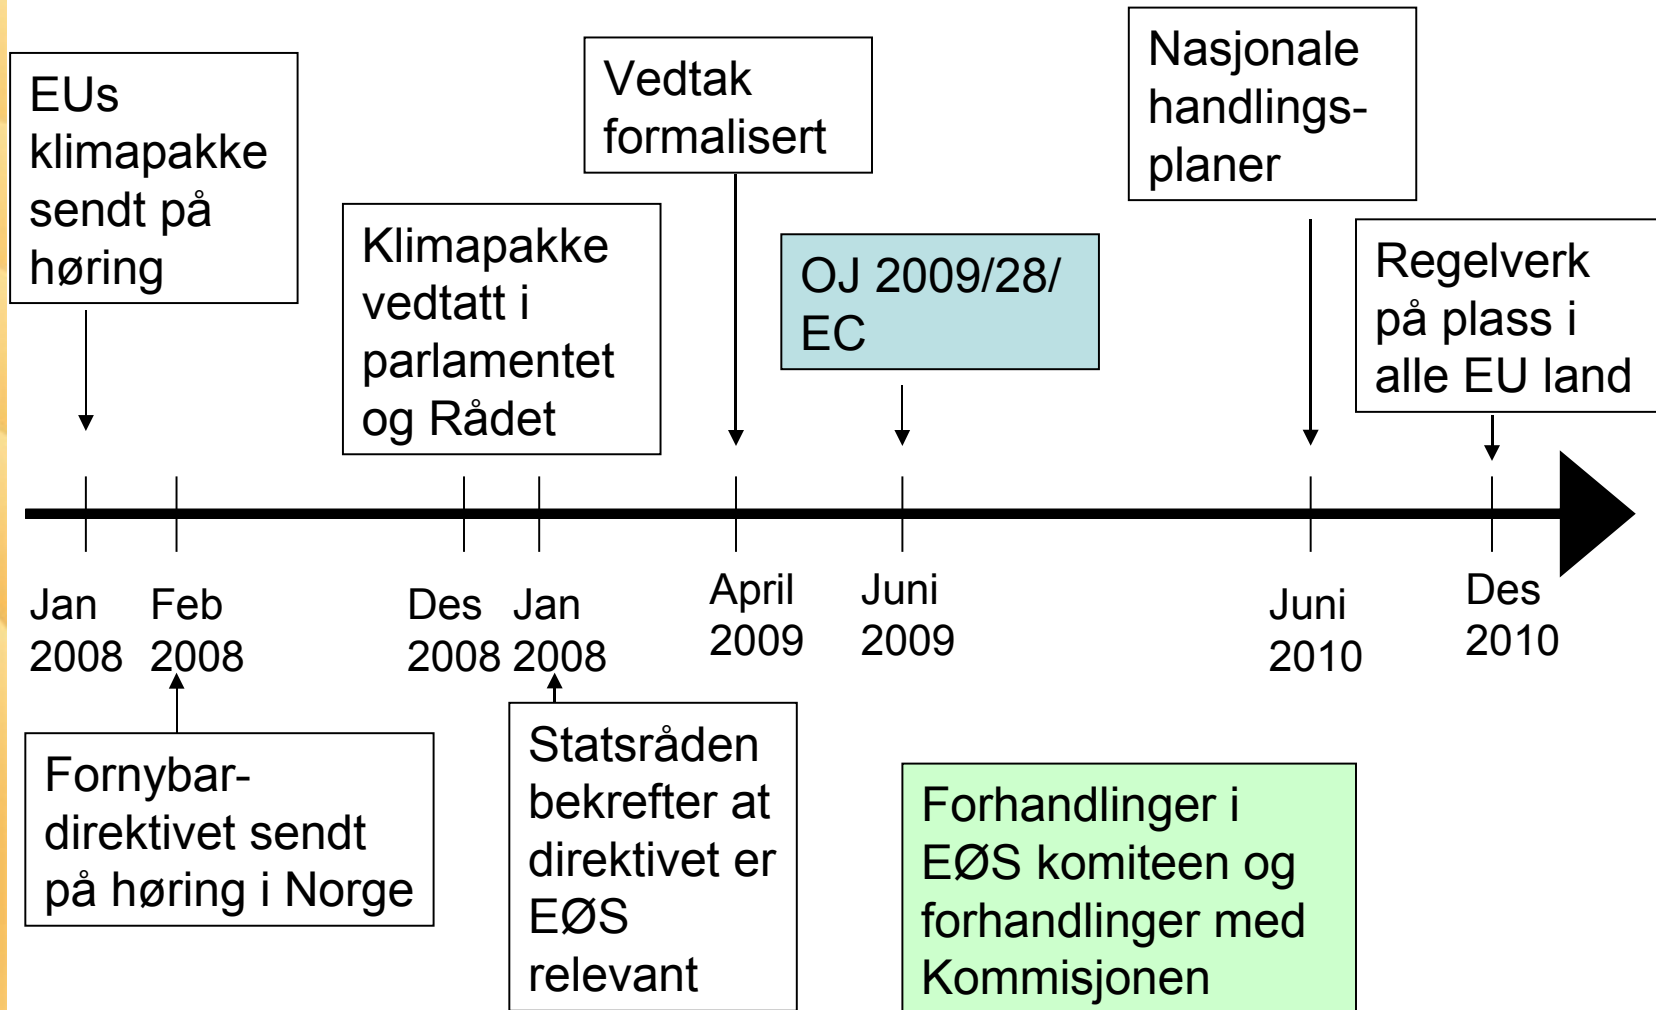 EUs
klimapakke
sendt på
høring
Klimapakke
vedtatt i
parlamentet
og Rådet
Vedtak
formalisert
OJ 2009/28/
EC
Nasjonale
handlings-
planer
Regelverk
på plass i
alle EU land
Jan
2008
Feb
2008
Des
2008
Jan
2008
April
2009
Juni
2009
Juni
2010
Des
2010
Fornybar-
direktivet sendt
på høring i Norge
Statsråden
bekrefter at
direktivet er
EØS
relevant
Forhandlinger i
EØS komiteen og
forhandlinger med
Kommisjonen